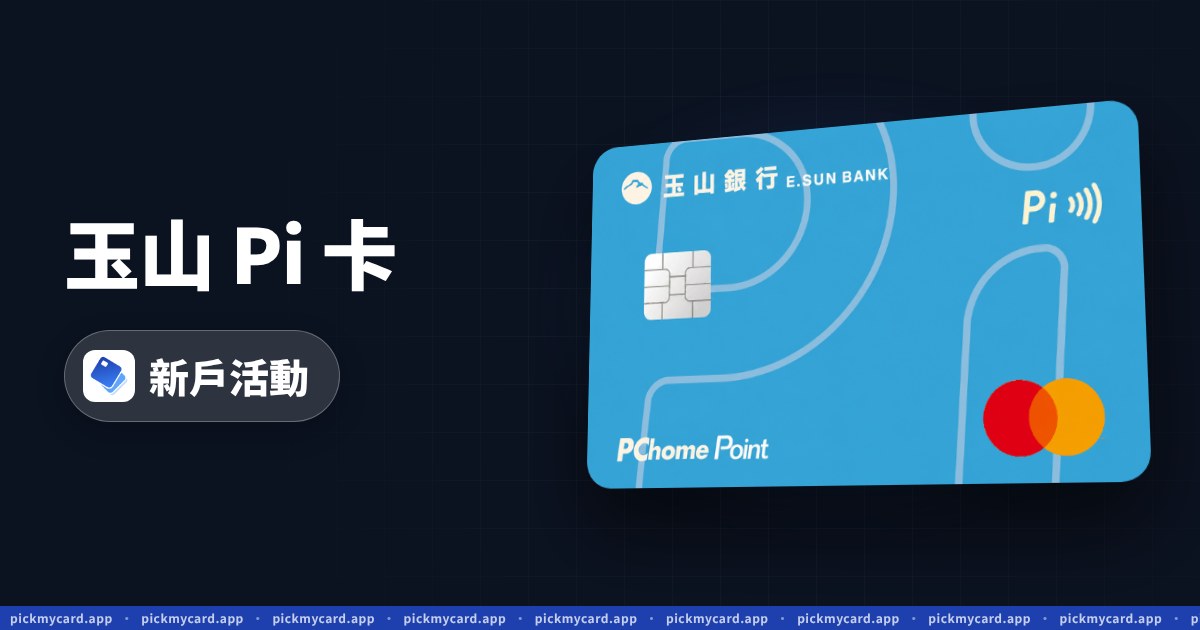 玉山 Pi 卡
新戶活動
玉山銀行 E.SUN BANK
Pi
PChome Point
pickmycard.app • pickmycard.app • pickmycard.app • pickmycard.app • pickmycard.app • pickmycard.app • pickmycard.app • pickmycard.app • pickmycard.app • p